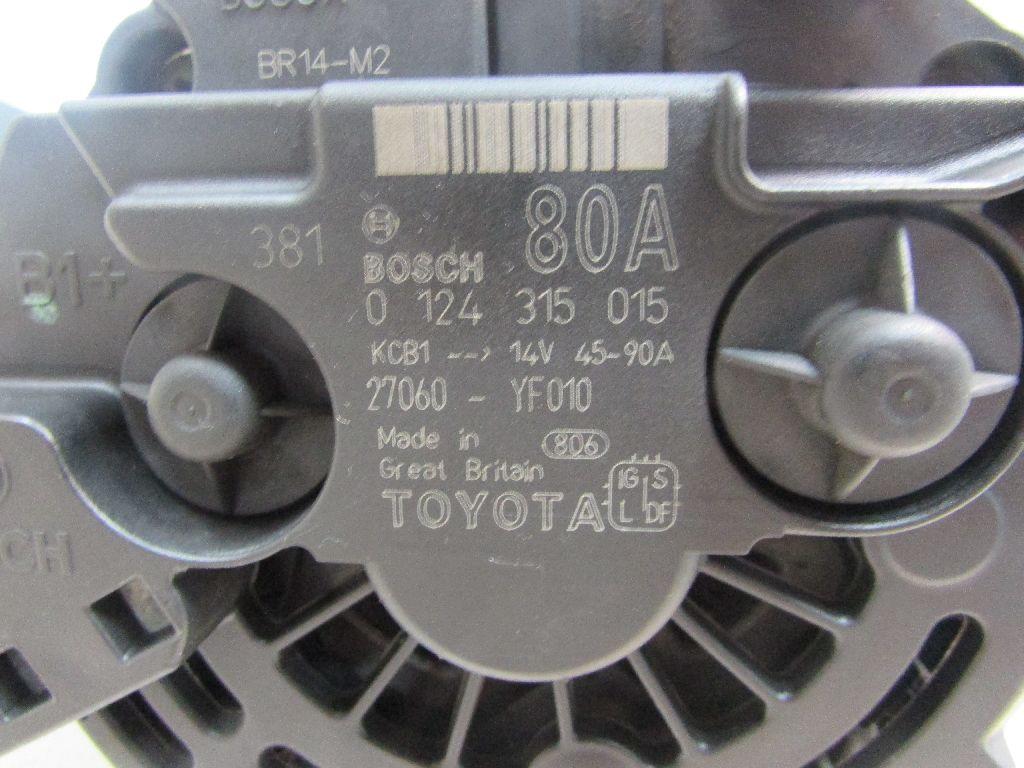 BR14-M2
80A
381
BOSCH
B1+
0 124 315 015
KCB1 --> 14V 45-90A
27060 - YF010
Made in 806
Great Britain
TOYOTA
IG S
L DF